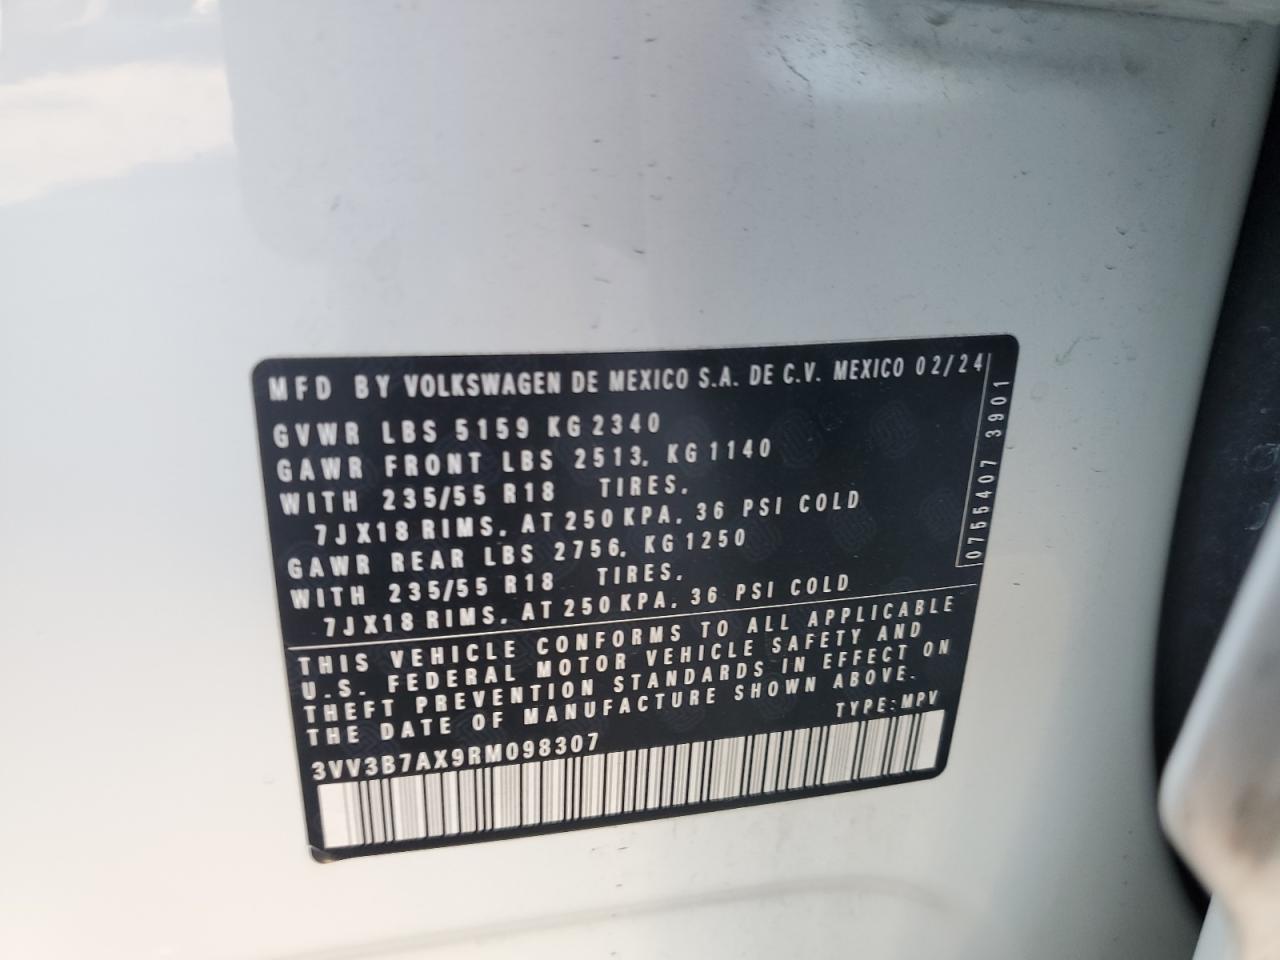 MFD BY VOLKSWAGEN DE MEXICO S.A. DE C.V. MEXICO 02/24
GVWR LBS 5159 KG 2340
GAWR FRONT LBS 2513, KG 1140
WITH 235/55 R18 TIRES,
7JX18 RIMS, AT 250 KPA, 36 PSI COLD
GAWR REAR LBS 2756, KG 1250
WITH 235/55 R18 TIRES,
7JX18 RIMS, AT 250 KPA, 36 PSI COLD
0755407 3901
THIS VEHICLE CONFORMS TO ALL APPLICABLE
U.S. FEDERAL MOTOR VEHICLE SAFETY AND
THEFT PREVENTION STANDARDS IN EFFECT ON
THE DATE OF MANUFACTURE SHOWN ABOVE.
TYPE:MPV
3VV3B7AX9RM098307